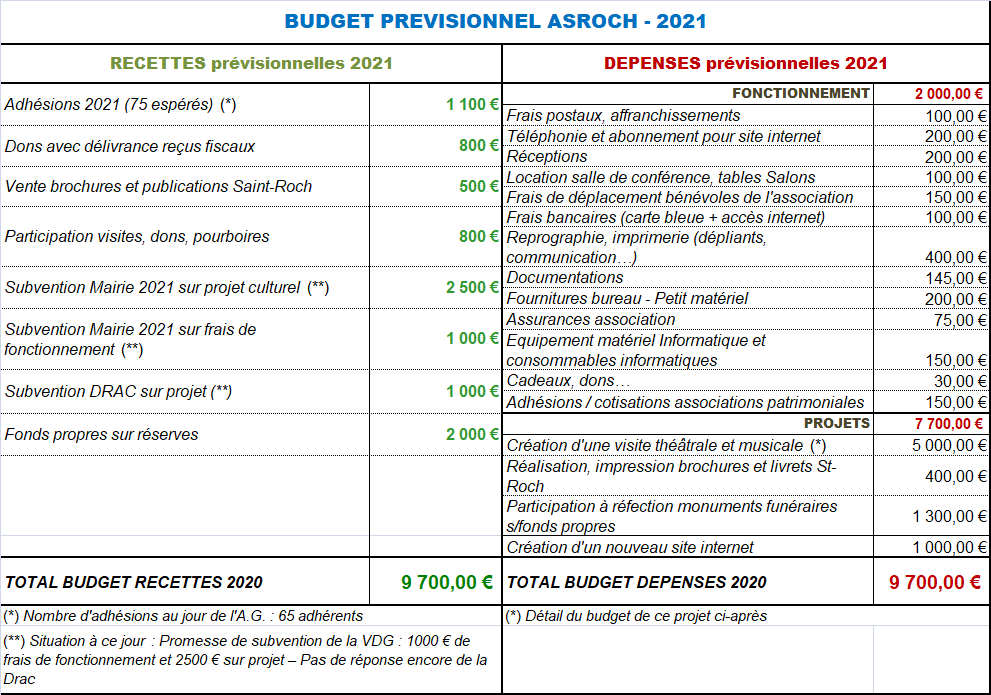 BUDGET PREVISIONNEL ASROCH - 2021
RECETTES prévisionnelles 2021
Adhésions 2021 (75 espérés) (*) 1 100 €
Dons avec délivrance reçus fiscaux 800 €
Vente brochures et publications Saint-Roch 500 €
Participation visites, dons, pourboires 800 €
Subvention Mairie 2021 sur projet culturel (**) 2 500 €
Subvention Mairie 2021 sur frais de
fonctionnement (**) 1 000 €
Subvention DRAC sur projet (**) 1 000 €
Fonds propres sur réserves 2 000 €
TOTAL BUDGET RECETTES 2020 9 700,00 €
(*) Nombre d'adhésions au jour de l'A.G. : 65 adhérents
(**) Situation à ce jour : Promesse de subvention de la VDG : 1000 € de
frais de fonctionnement et 2500 € sur projet – Pas de réponse encore de la
Drac
DEPENSES prévisionnelles 2021
FONCTIONNEMENT 2 000,00 €
Frais postaux, affranchissements 100,00 €
Téléphonie et abonnement pour site internet 200,00 €
Réceptions 200,00 €
Location salle de conférence, tables Salons 100,00 €
Frais de déplacement bénévoles de l'association 150,00 €
Frais bancaires (carte bleue + accès internet) 100,00 €
Reprographie, imprimerie (dépliants,
communication…) 400,00 €
Documentations 145,00 €
Fournitures bureau - Petit matériel 200,00 €
Assurances association 75,00 €
Equipement matériel Informatique et
consommables informatiques 150,00 €
Cadeaux, dons… 30,00 €
Adhésions / cotisations associations patrimoniales 150,00 €
PROJETS 7 700,00 €
Création d'une visite théâtrale et musicale (*) 5 000,00 €
Réalisation, impression brochures et livrets St-
Roch 400,00 €
Participation à réfection monuments funéraires
s/fonds propres 1 300,00 €
Création d'un nouveau site internet 1 000,00 €
TOTAL BUDGET DEPENSES 2020 9 700,00 €
(*) Détail du budget de ce projet ci-après